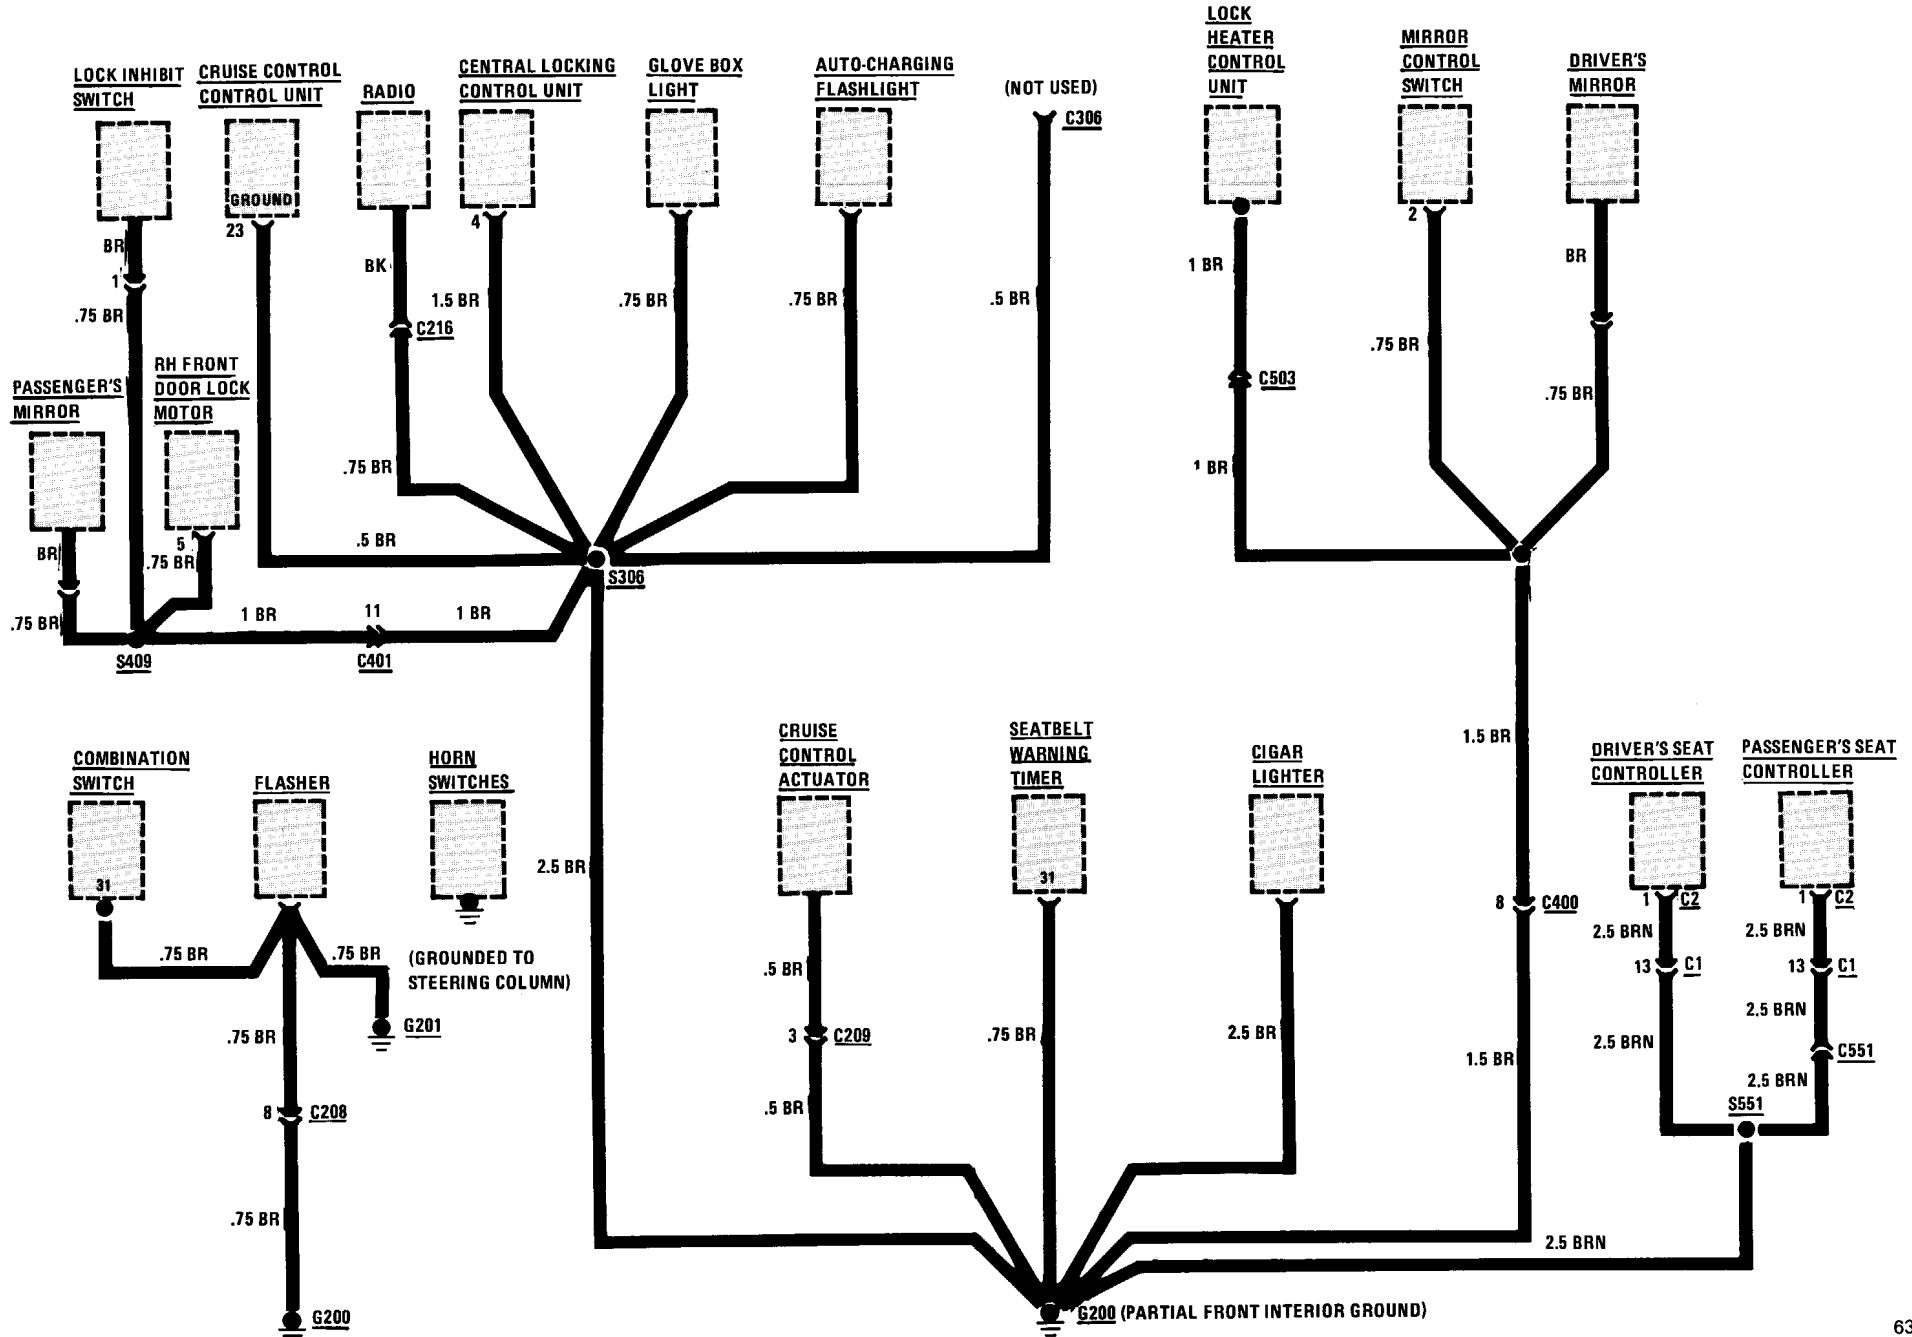 LOCK INHIBIT
SWITCH
CRUISE CONTROL
CONTROL UNIT
RADIO
CENTRAL LOCKING
CONTROL UNIT
GLOVE BOX
LIGHT
AUTO-CHARGING
FLASHLIGHT
(NOT USED)
C306
LOCK
HEATER
CONTROL
UNIT
MIRROR
CONTROL
SWITCH
DRIVER'S
MIRROR
GROUND
23
4
2
BR
1
.75 BR
BK
C216
1.5 BR
.75 BR
.75 BR
.5 BR
1 BR
C503
.75 BR
BR
.75 BR
PASSENGER'S
MIRROR
RH FRONT
DOOR LOCK
MOTOR
.75 BR
1 BR
BR
5
.75 BR
.5 BR
S306
.75 BR
1 BR
11
1 BR
S409
C401
COMBINATION
SWITCH
FLASHER
HORN
SWITCHES
CRUISE
CONTROL
ACTUATOR
SEATBELT
WARNING
TIMER
CIGAR
LIGHTER
1.5 BR
DRIVER'S SEAT
CONTROLLER
PASSENGER'S SEAT
CONTROLLER
31
2.5 BR
31
8
C400
1
C2
1
C2
.75 BR
.75 BR
(GROUNDED TO
STEERING COLUMN)
2.5 BRN
2.5 BRN
.5 BR
13
C1
13
C1
G201
.75 BR
3
C209
.75 BR
2.5 BR
1.5 BR
2.5 BRN
2.5 BRN
C551
8
C208
.5 BR
2.5 BRN
S551
.75 BR
2.5 BRN
G200
G200 (PARTIAL FRONT INTERIOR GROUND)
63